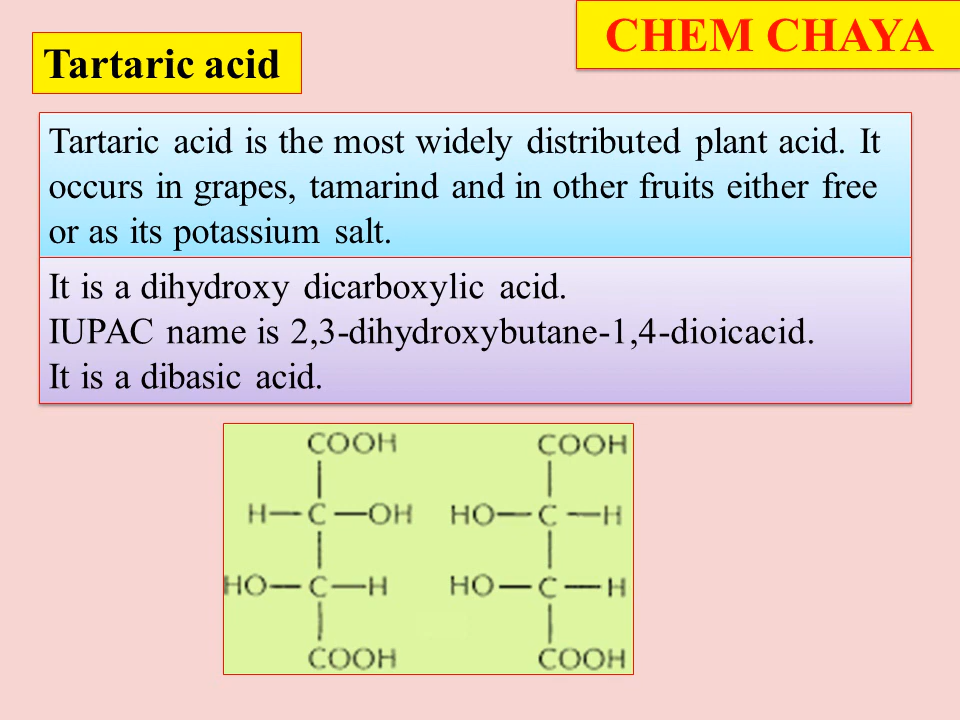 CHEM CHAYA
Tartaric acid
Tartaric acid is the most widely distributed plant acid. It
occurs in grapes, tamarind and in other fruits either free
or as its potassium salt.
It is a dihydroxy dicarboxylic acid.
IUPAC name is 2,3-dihydroxybutane-1,4-dioicacid.
It is a dibasic acid.
COOH COOH
H—C—OH HO—C—H
HO—C—H HO—C—H
COOH COOH